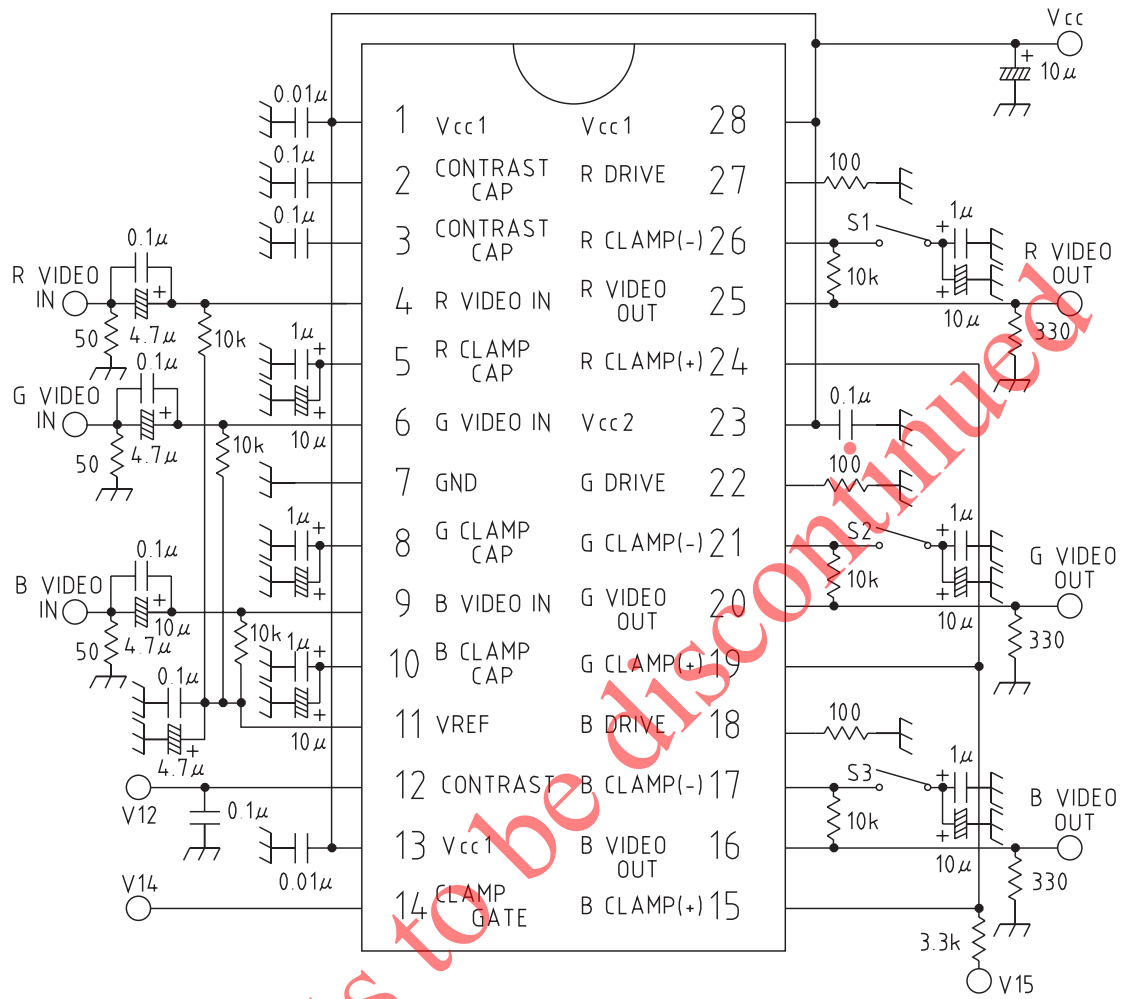 Vcc
+
10μ
0.01μ
1 Vcc1 Vcc1 28
0.1μ
2 CONTRAST CAP R DRIVE 27
100
0.1μ
3 CONTRAST CAP R CLAMP(-) 26
S1
+ 1μ
10k
+
10μ
R VIDEO OUT
330
R VIDEO IN
0.1μ
+
50
4.7μ
10k
4 R VIDEO IN R VIDEO OUT 25
1μ
+
5 R CLAMP CAP R CLAMP(+) 24
+
10μ
G VIDEO IN
0.1μ
+
50
4.7μ
10k
6 G VIDEO IN Vcc2 23
0.1μ
7 GND G DRIVE 22
100
1μ
+
8 G CLAMP CAP G CLAMP(-) 21
+
S2
+ 1μ
10k
+
10μ
G VIDEO OUT
330
B VIDEO IN
0.1μ
+
10μ
50
4.7μ
10k
9 B VIDEO IN G VIDEO OUT 20
1μ
+
10 B CLAMP CAP G CLAMP(+) 19
+
10μ
0.1μ
+
4.7μ
11 VREF B DRIVE 18
100
V12
0.1μ
12 CONTRAST B CLAMP(-) 17
S3
+ 1μ
10k
+
10μ
B VIDEO OUT
330
13 Vcc1 B VIDEO OUT 16
0.01μ
V14
14 CLAMP GATE B CLAMP(+) 15
3.3k
V15
is to be discontinued